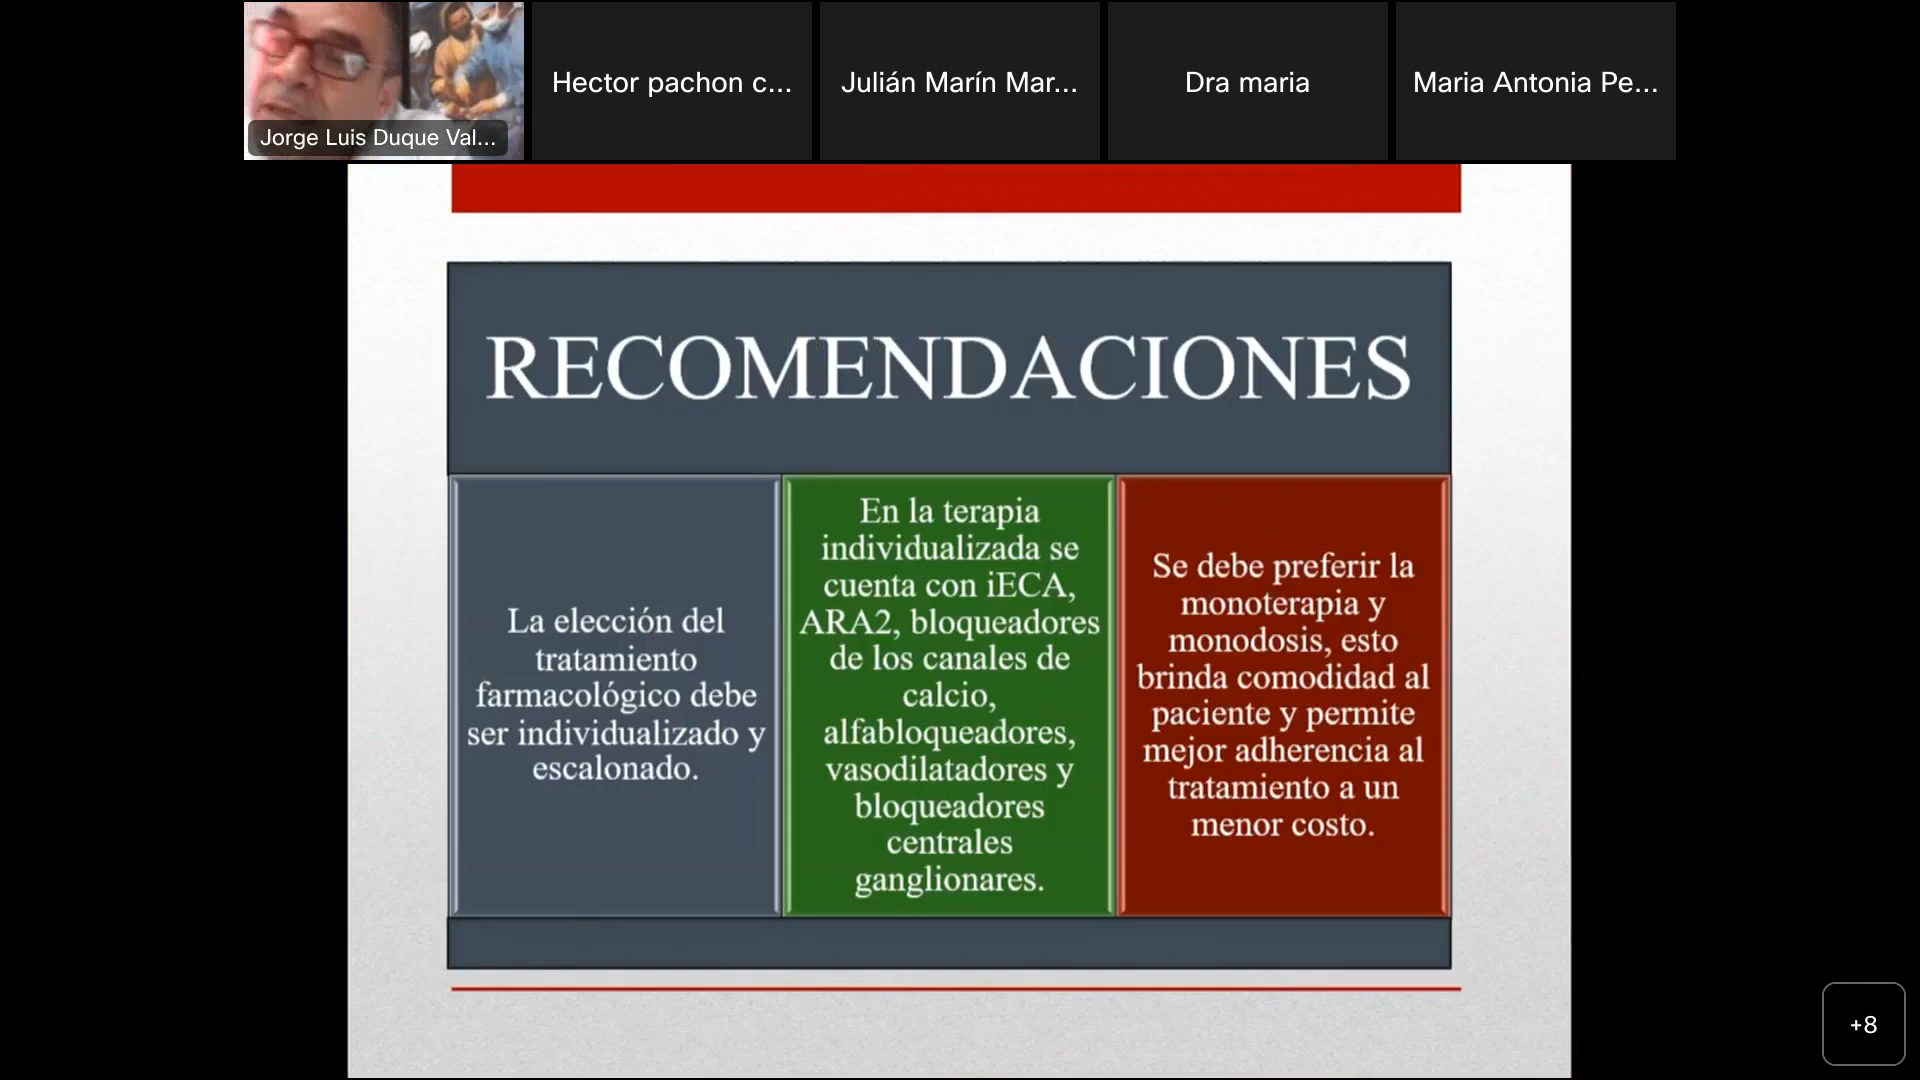 Jorge Luis Duque Val...
Hector pachon c...
Julián Marín Mar...
Dra maria
Maria Antonia Pe...
RECOMENDACIONES
La elección del
tratamiento
farmacológico debe
ser individualizado y
escalonado.
En la terapia
individualizada se
cuenta con iECA,
ARA2, bloqueadores
de los canales de
calcio,
alfabloqueadores,
vasodilatadores y
bloqueadores
centrales
ganglionares.
Se debe preferir la
monoterapia y
monodosis, esto
brinda comodidad al
paciente y permite
mejor adherencia al
tratamiento a un
menor costo.
+8